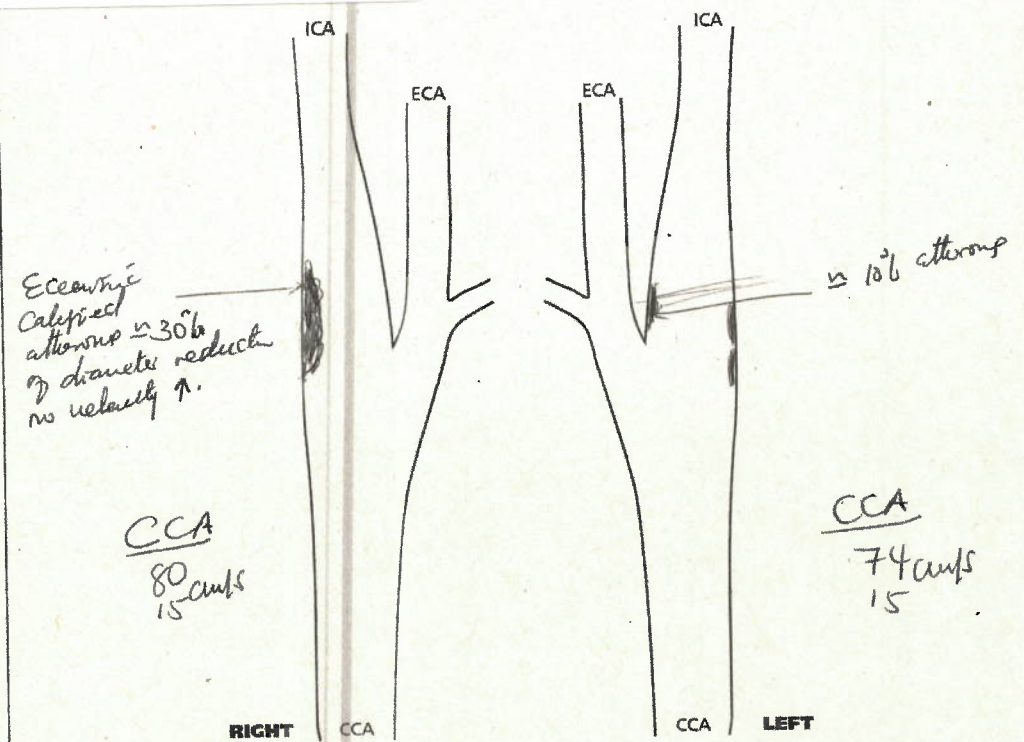 ICA
ICA
ECA
ECA
Eccentric
Calcified
atheroma ≃ 30%
of diameter reduction
no velocity ↑.
≃ 10% atheroma
CCA
80 cm/s
15
CCA
74 cm/s
15
RIGHT CCA
CCA LEFT